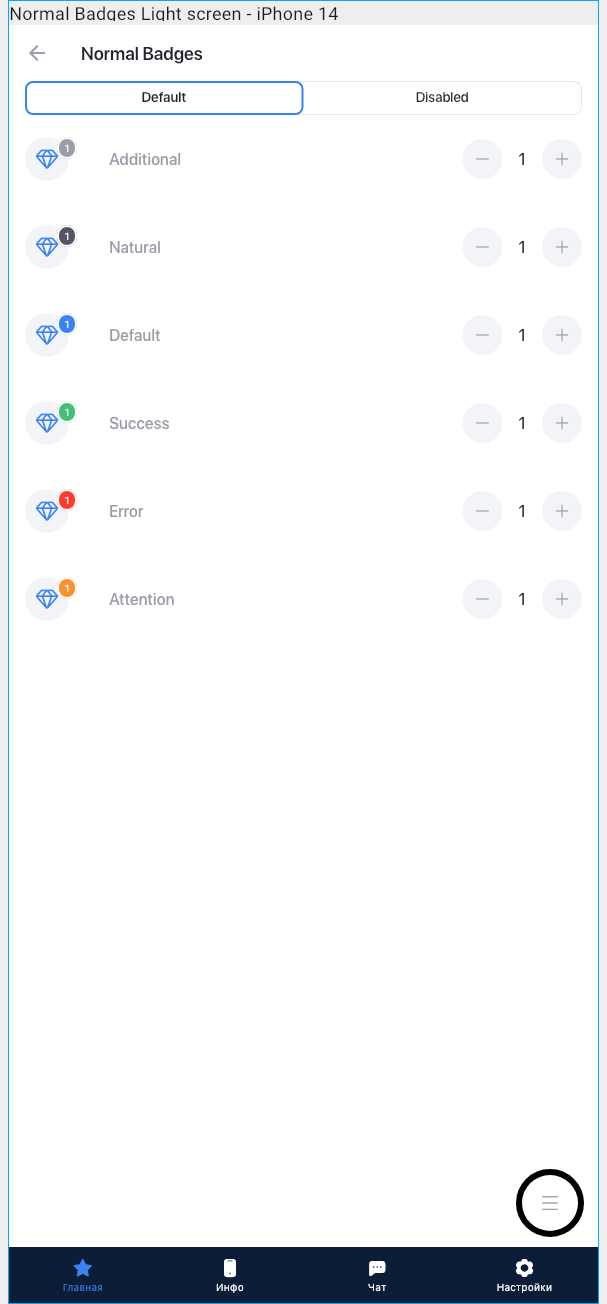 Normal Badges Light screen - iPhone 14
Normal Badges
Default Disabled
1 Additional 1
1 Natural 1
1 Default 1
1 Success 1
1 Error 1
1 Attention 1
Главная Инфо Чат Настройки